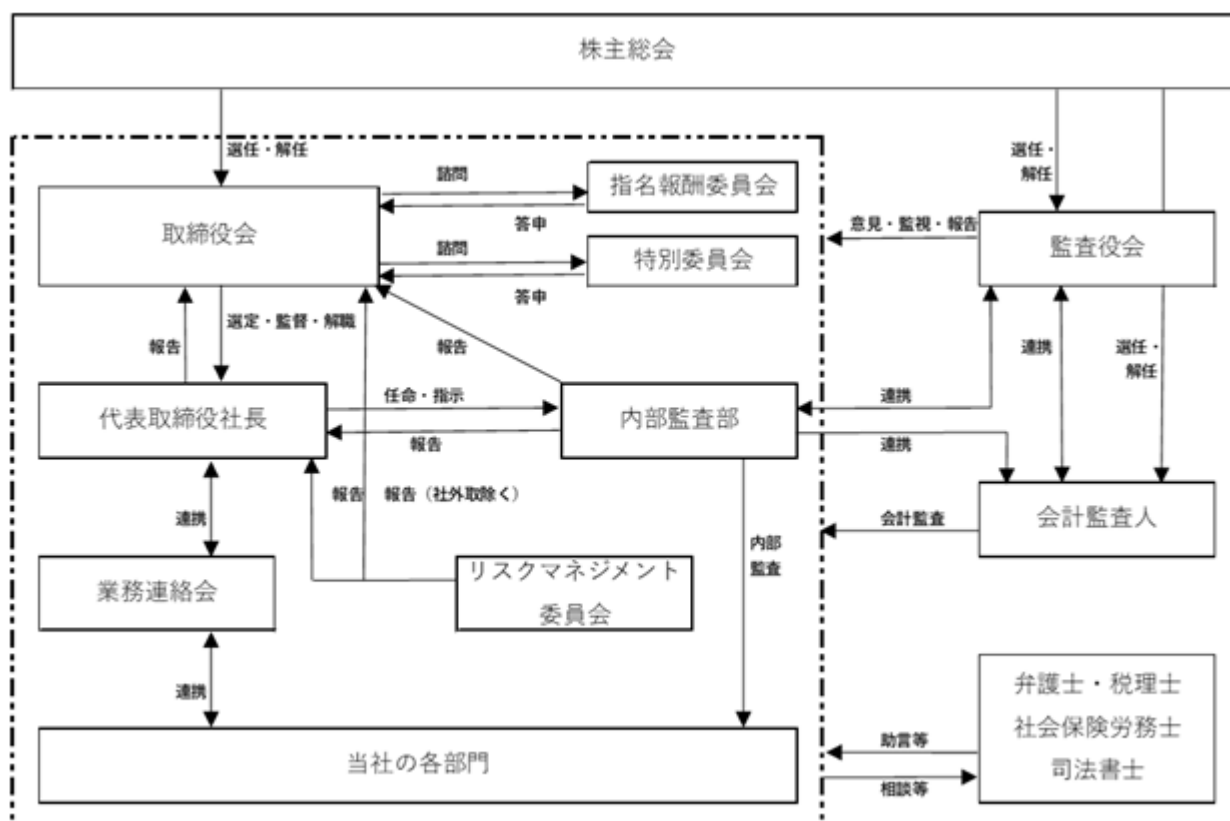 株主総会
選任・解任
選任・
解任
諮問
指名報酬委員会
答申
取締役会
諮問
特別委員会
答申
意見・監視・報告
監査役会
選定・監督・解職
報告
報告
連携
選任・
解任
代表取締役社長
任命・指示
報告
内部監査部
連携
連携
報告
報告（社外取除く）
会計監査人
連携
会計監査
内部
監査
業務連絡会
リスクマネジメント
委員会
連携
弁護士・税理士
社会保険労務士
司法書士
助言等
相談等
当社の各部門